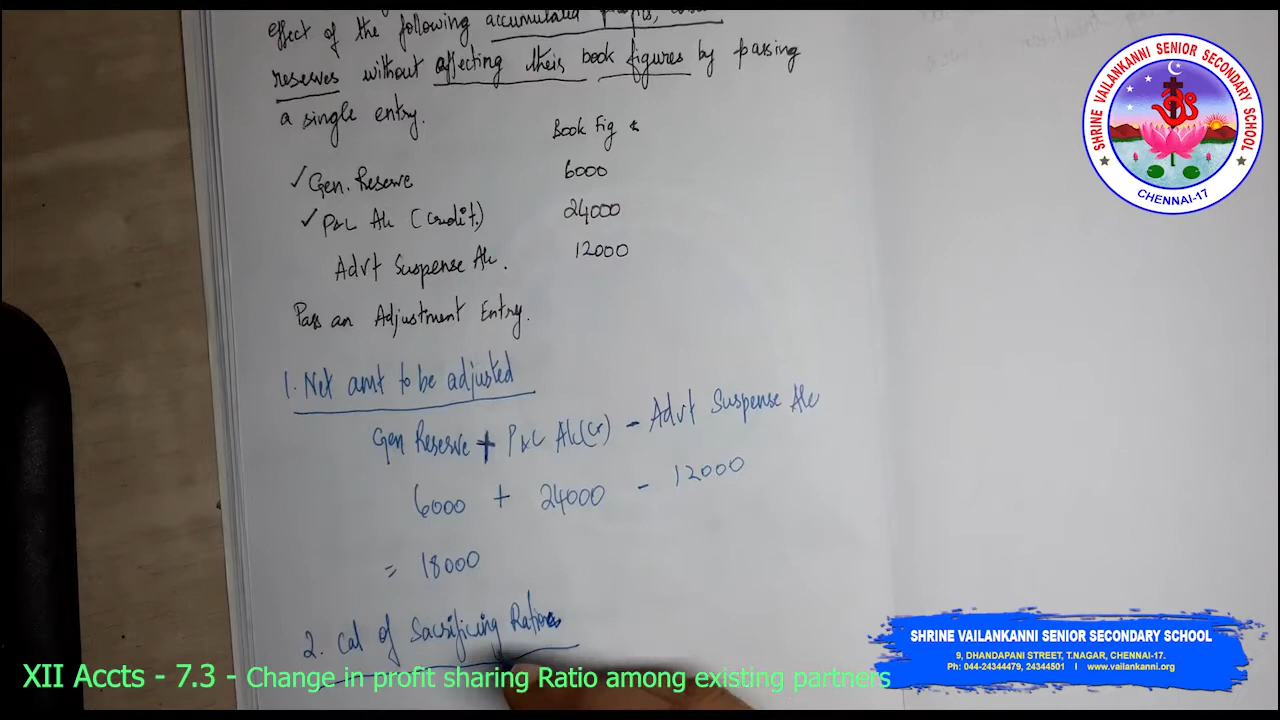 effect of the following accumulated profits,
reserves without affecting their book figures by passing
a single entry.
Book Fig
✓ Gen. Reserve 6000
✓ P&L A/c (credit) 24000
Advt Suspense A/c. 12000
Pass an Adjustment Entry.
1. Net amt to be adjusted
Gen Reserve + P&L A/c(Cr) - Advt Suspense A/c
6000 + 24000 - 12000
= 18000
2. Cal of Sacrificing Ratio
SHRINE VAILANKANNI SENIOR SECONDARY SCHOOL
CHENNAI-17
SHRINE VAILANKANNI SENIOR SECONDARY SCHOOL
9, DHANDAPANI STREET, T.NAGAR, CHENNAI-17.
Ph: 044-24344479, 24344501 I www.vailankanni.org
XII Accts - 7.3 - Change in profit sharing Ratio among existing partners